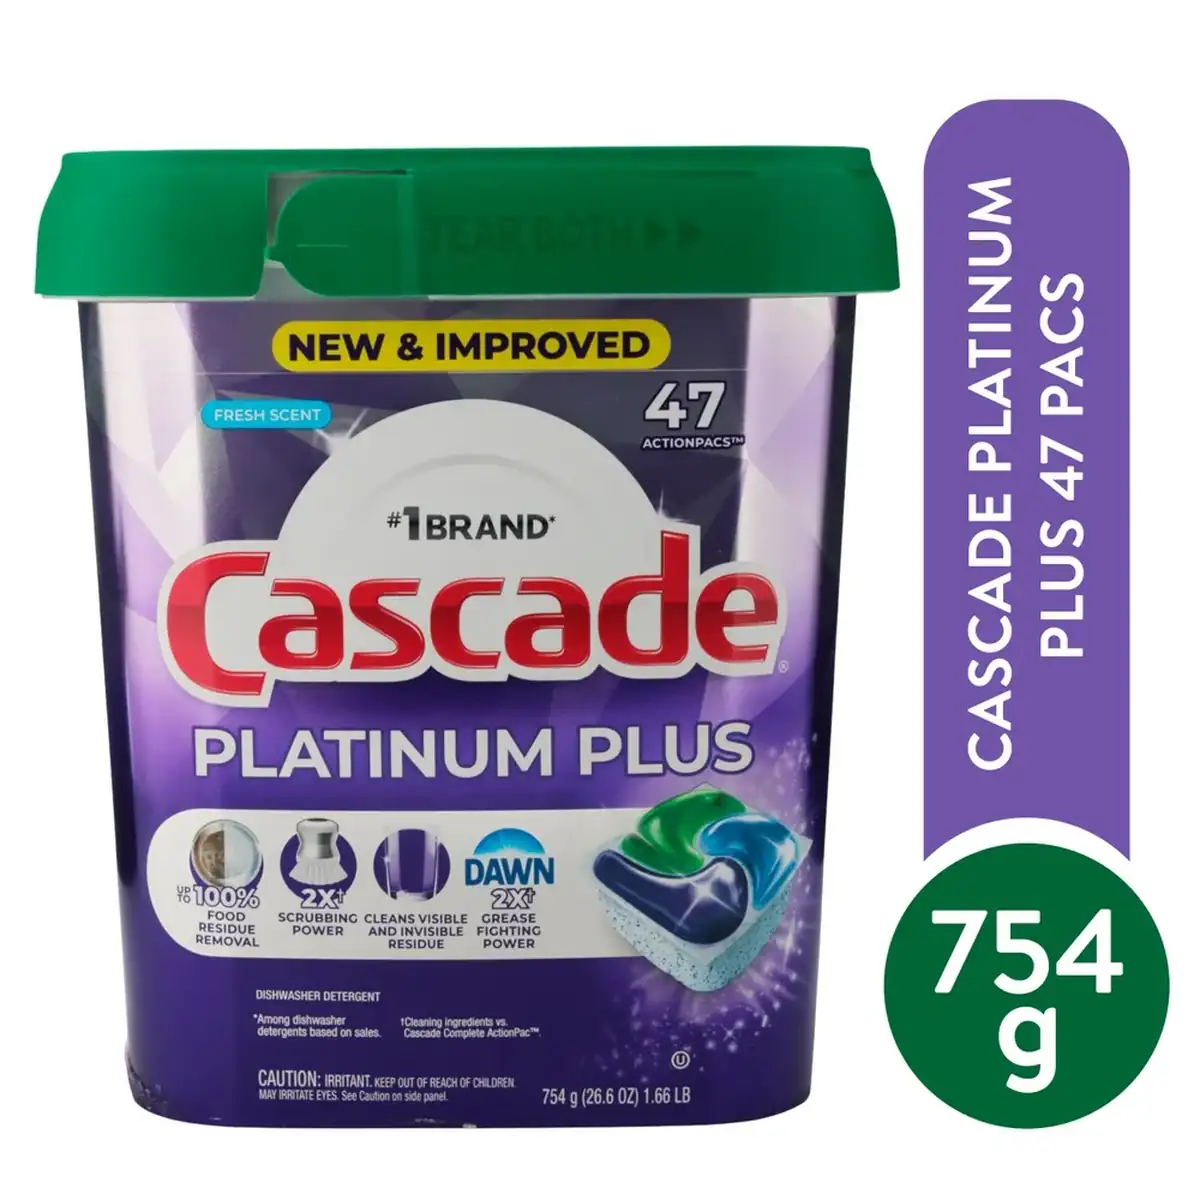 TEAR BOTH
NEW & IMPROVED
FRESH SCENT
47
ACTIONPACS™
#1 BRAND*
Cascade®
PLATINUM PLUS
UP TO 100%
FOOD
RESIDUE
REMOVAL
2X†
SCRUBBING
POWER
CLEANS VISIBLE
AND INVISIBLE
RESIDUE
DAWN
2X†
GREASE
FIGHTING
POWER
DISHWASHER DETERGENT
*Among dishwasher
detergents based on sales.
†Cleaning ingredients vs.
Cascade Complete ActionPac™.
CAUTION: IRRITANT. KEEP OUT OF REACH OF CHILDREN.
MAY IRRITATE EYES. See Caution on side panel.
754 g (26.6 OZ) 1.66 LB
U
CASCADE PLATINUM
PLUS 47 PACS
754
g